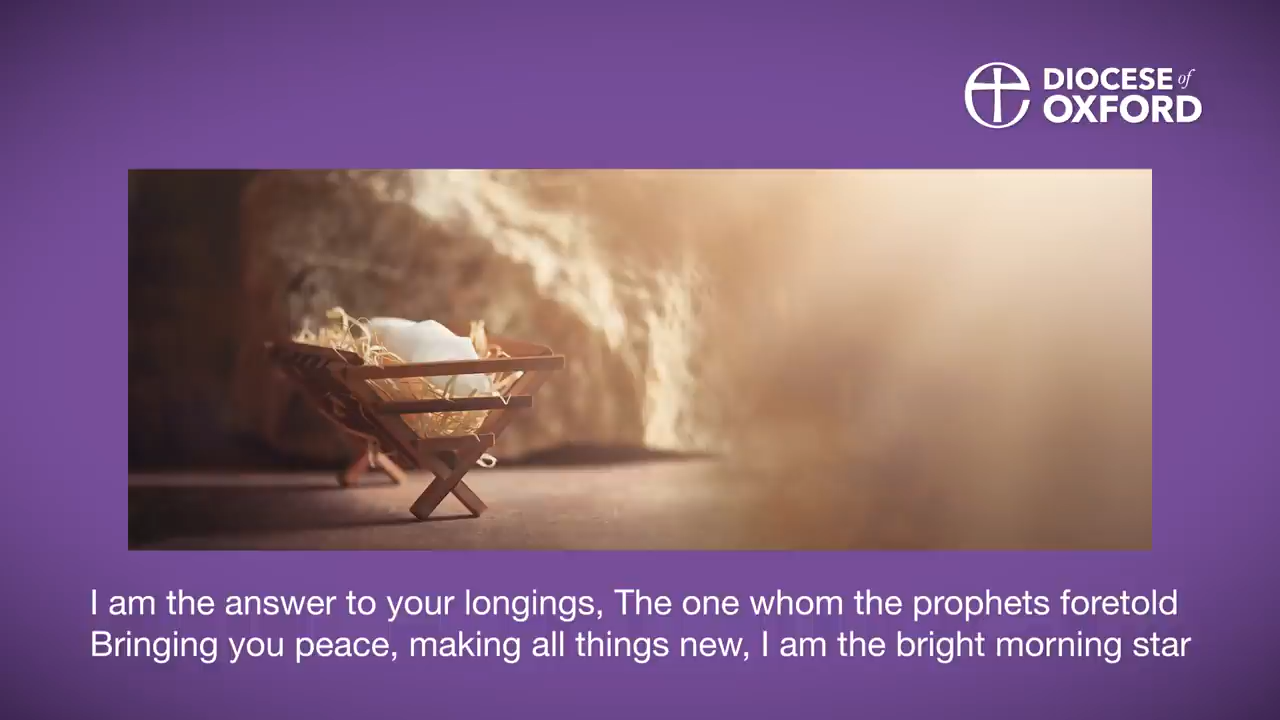 DIOCESE of
OXFORD
I am the answer to your longings, The one whom the prophets foretold
Bringing you peace, making all things new, I am the bright morning star